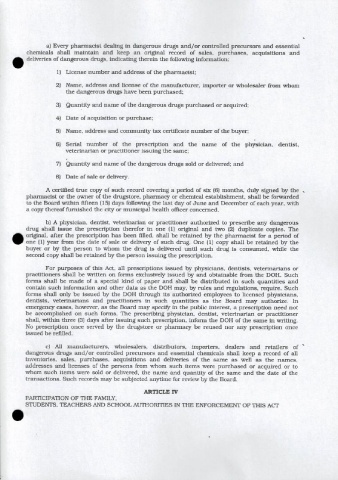 a) Every pharmacist dealing in dangerous drugs and/or controlled precursors and essential
chemicals shall maintain and keep an original record of sales, purchases, acquisitions and
deliveries of dangerous drugs, indicating therein the following information:
1) License number and address of the pharmacist;
2) Name, address and license of the manufacturer, importer or wholesaler from whom
the dangerous drugs have been purchased;
3) Quantity and name of the dangerous drugs purchased or acquired;
4) Date of acquisition or purchase;
5) Name, address and community tax certificate number of the buyer;
6) Serial number of the prescription and the name of the physician, dentist,
veterinarian or practitioner issuing the same;
7) Quantity and name of the dangerous drugs sold or delivered; and
8) Date of sale or delivery.
A certified true copy of such record covering a period of six (6) months, duly signed by the
pharmacist or the owner of the drugstore, pharmacy or chemical establishment, shall be forwarded
to the Board within fifteen (15) days following the last day of June and December of each year, with
a copy thereof furnished the city or municipal health officer concerned.
b) A physician, dentist, veterinarian or practitioner authorized to prescribe any dangerous
drug shall issue the prescription therefor in one (1) original and two (2) duplicate copies. The
original, after the prescription has been filled, shall be retained by the pharmacist for a period of
one (1) year from the date of sale or delivery of such drug. One (1) copy shall be retained by the
buyer or by the person to whom the drug is delivered until such drug is consumed, while the
second copy shall be retained by the person issuing the prescription.
For purposes of this Act, all prescriptions issued by physicians, dentists, veterinarians or
practitioners shall be written on forms exclusively issued by and obtainable from the DOH. Such
forms shall be made of a special kind of paper and shall be distributed in such quantities and
contain such information and other data as the DOH may, by rules and regulations, require. Such
forms shall only be issued by the DOH through its authorized employees to licensed physicians,
dentists, veterinarians and practitioners in such quantities as the Board may authorize. In
emergency cases, however, as the Board may specify in the public interest, a prescription need not
be accomplished on such forms. The prescribing physician, dentist, veterinarian or practitioner
shall, within three (3) days after issuing such prescription, inform the DOH of the same in writing.
No prescription once served by the drugstore or pharmacy be reused nor any prescription once
issued be refilled.
c) All manufacturers, wholesalers, distributors, importers, dealers and retailers of
dangerous drugs and/or controlled precursors and essential chemicals shall keep a record of all
inventories, sales, purchases, acquisitions and deliveries of the same as well as the names,
addresses and licenses of the persons from whom such items were purchased or acquired or to
whom such items were sold or delivered, the name and quantity of the same and the date of the
transactions. Such records may be subjected anytime for review by the Board.
ARTICLE IV
PARTICIPATION OF THE FAMILY,
STUDENTS, TEACHERS AND SCHOOL AUTHORITIES IN THE ENFORCEMENT OF THIS ACT